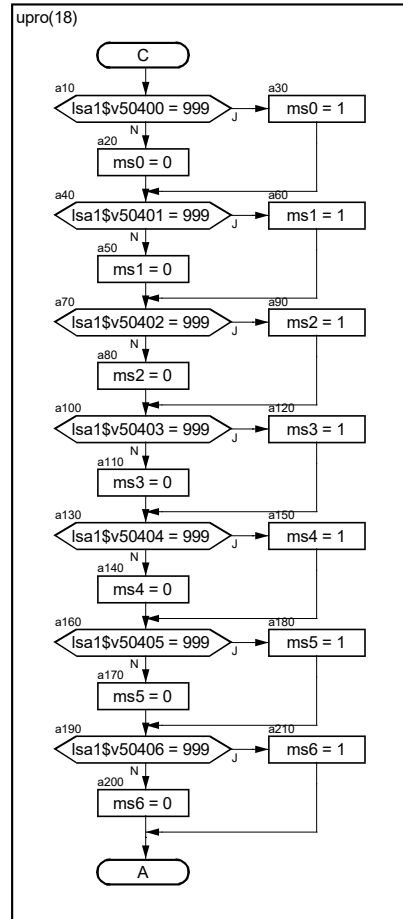 upro(18)
C
a10
lsa1$v50400 = 999
J
a30
ms0 = 1
N
a20
ms0 = 0
a40
lsa1$v50401 = 999
J
a60
ms1 = 1
N
a50
ms1 = 0
a70
lsa1$v50402 = 999
J
a90
ms2 = 1
N
a80
ms2 = 0
a100
lsa1$v50403 = 999
J
a120
ms3 = 1
N
a110
ms3 = 0
a130
lsa1$v50404 = 999
J
a150
ms4 = 1
N
a140
ms4 = 0
a160
lsa1$v50405 = 999
J
a180
ms5 = 1
N
a170
ms5 = 0
a190
lsa1$v50406 = 999
J
a210
ms6 = 1
N
a200
ms6 = 0
A